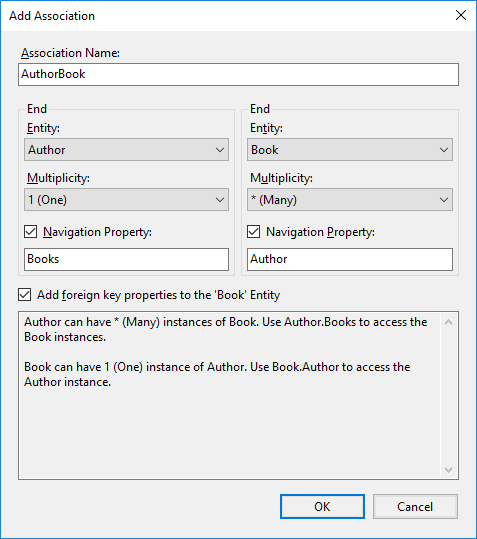 Add Association
Association Name:
AuthorBook
End
Entity:
Author
Multiplicity:
1 (One)
Navigation Property:
Books
End
Entity:
Book
Multiplicity:
* (Many)
Navigation Property:
Author
Add foreign key properties to the 'Book' Entity
Author can have * (Many) instances of Book. Use Author.Books to access the
Book instances.
Book can have 1 (One) instance of Author. Use Book.Author to access the
Author instance.
OK
Cancel